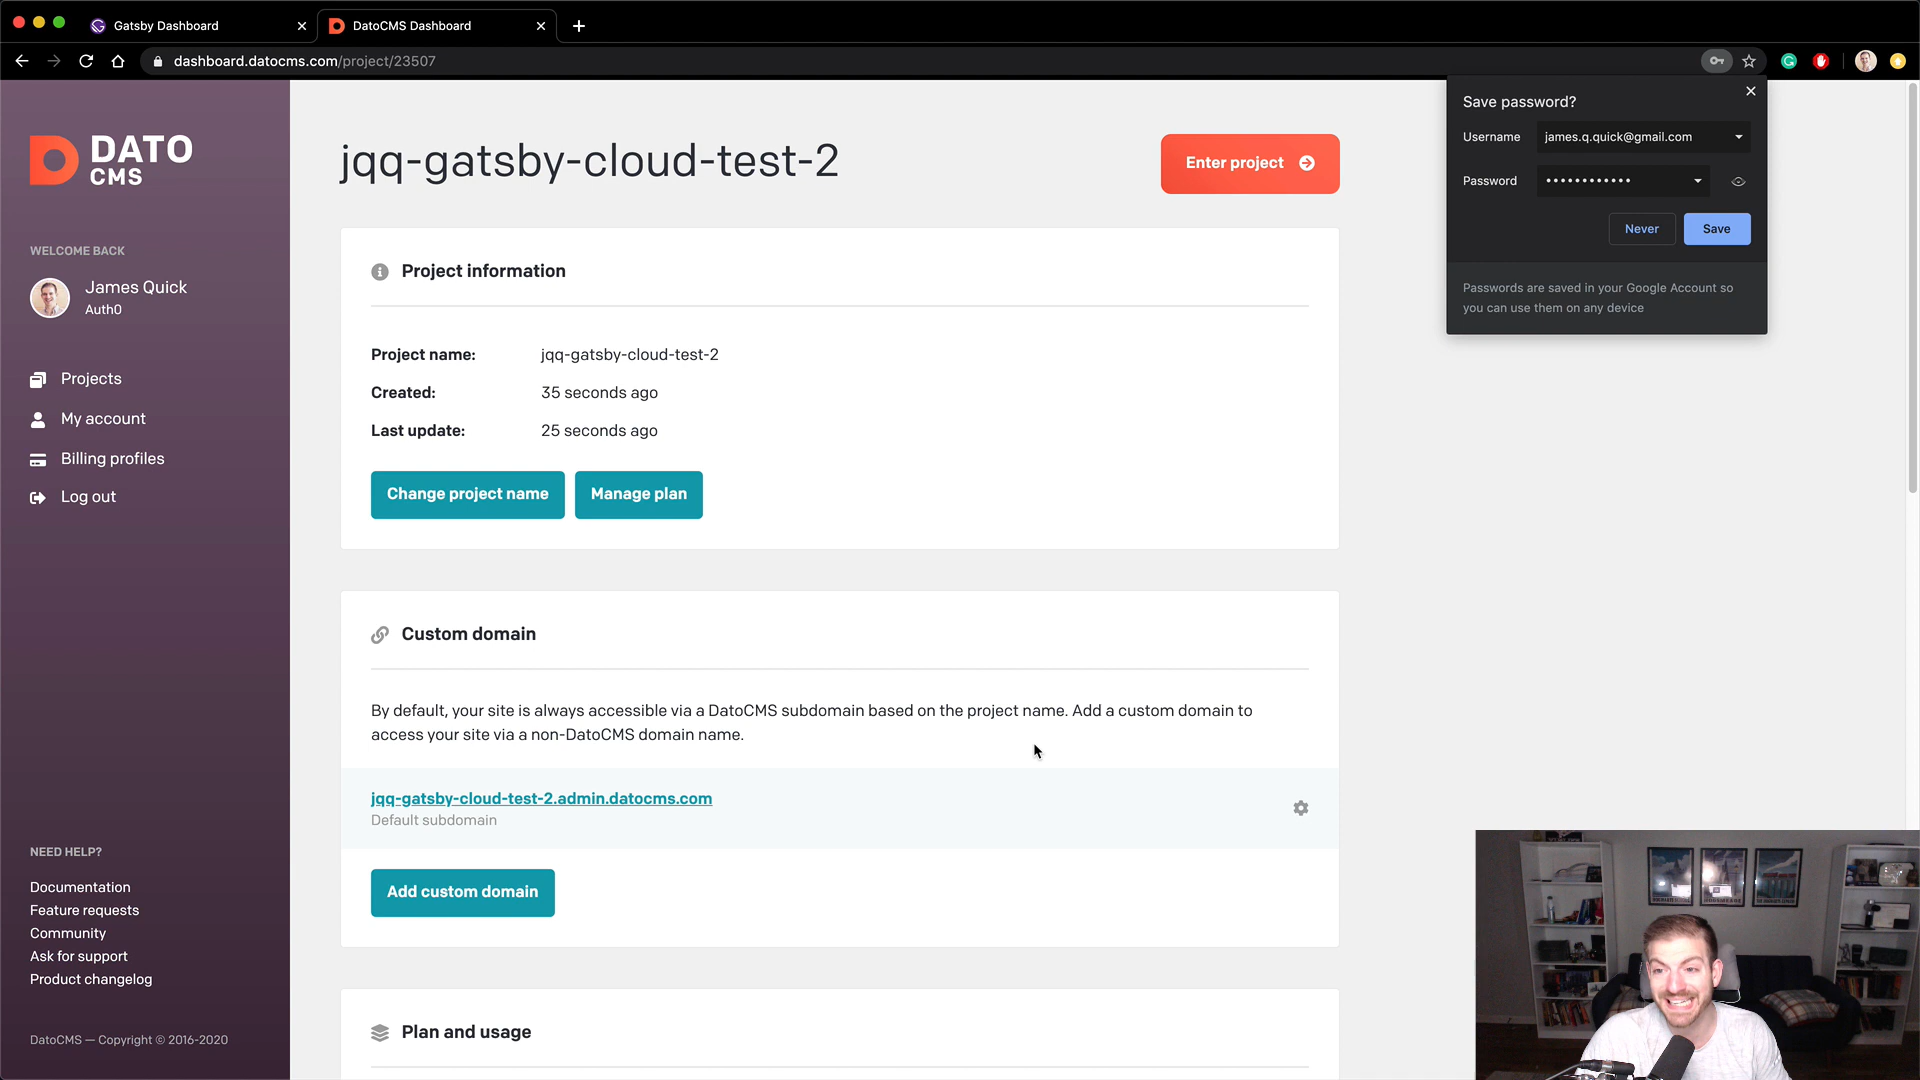 Gatsby Dashboard
DatoCMS Dashboard
dashboard.datocms.com/project/23507
DATO
CMS
WELCOME BACK
James Quick
Auth0
Projects
My account
Billing profiles
Log out
NEED HELP?
Documentation
Feature requests
Community
Ask for support
Product changelog
DatoCMS — Copyright © 2016-2020
jqq-gatsby-cloud-test-2
Enter project
Project information
Project name: jqq-gatsby-cloud-test-2
Created: 35 seconds ago
Last update: 25 seconds ago
Change project name
Manage plan
Custom domain
By default, your site is always accessible via a DatoCMS subdomain based on the project name. Add a custom domain to
access your site via a non-DatoCMS domain name.
jqq-gatsby-cloud-test-2.admin.datocms.com
Default subdomain
Add custom domain
Plan and usage
Save password?
Username james.q.quick@gmail.com
Password ••••••••••••
Never
Save
Passwords are saved in your Google Account so
you can use them on any device